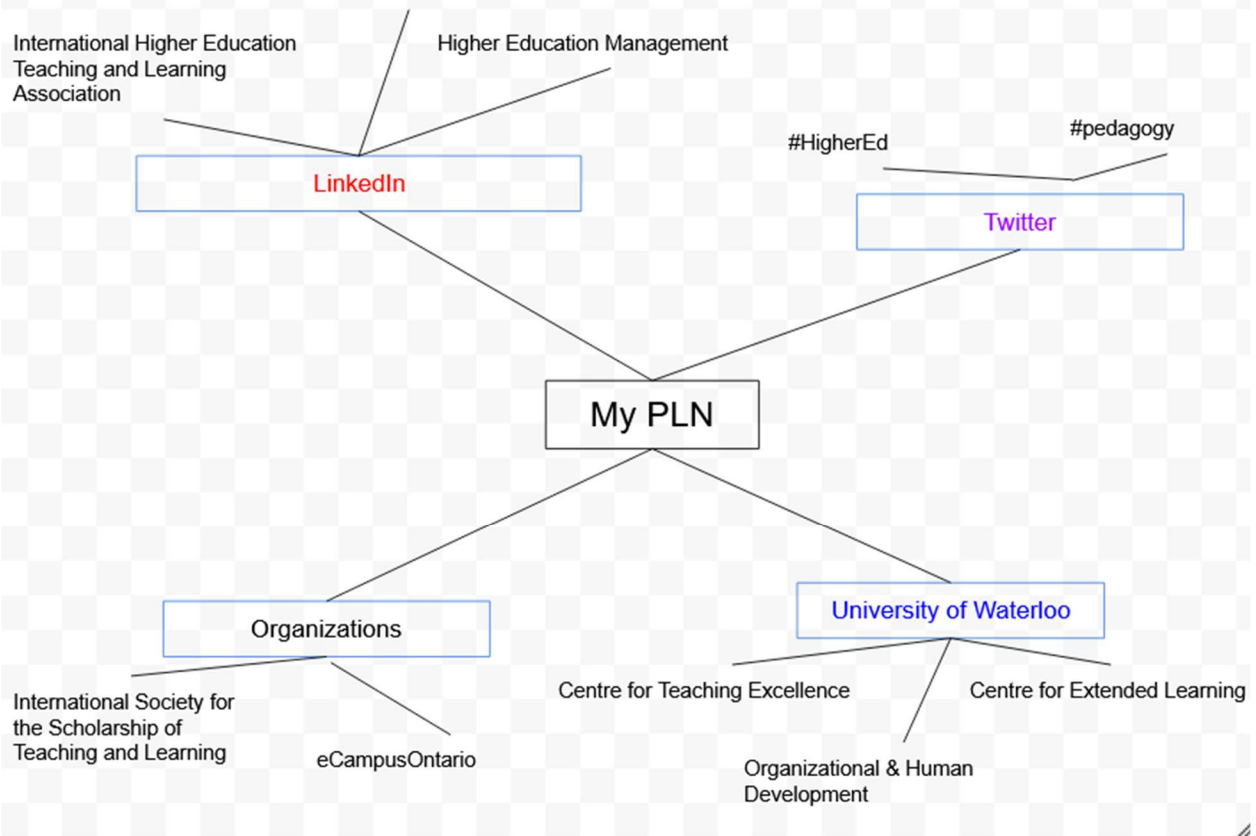 International Higher Education
Teaching and Learning
Association
Higher Education Management
#HigherEd
#pedagogy
LinkedIn
Twitter
My PLN
Organizations
University of Waterloo
International Society for
the Scholarship of
Teaching and Learning
eCampusOntario
Centre for Teaching Excellence
Centre for Extended Learning
Organizational & Human
Development